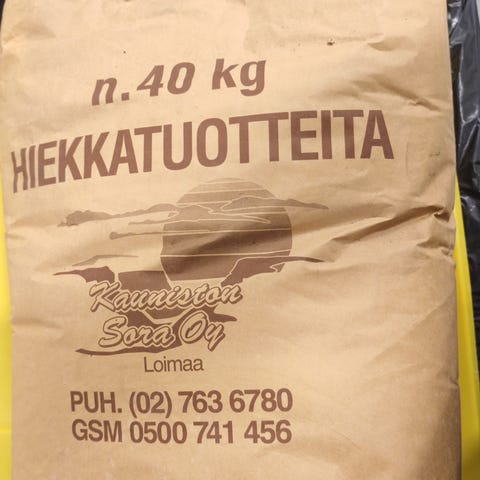 n.40 kg
HIEKKATUOTTEITA
Kauniston
Sora Oy
Loimaa
PUH. (02) 763 6780
GSM 0500 741 456